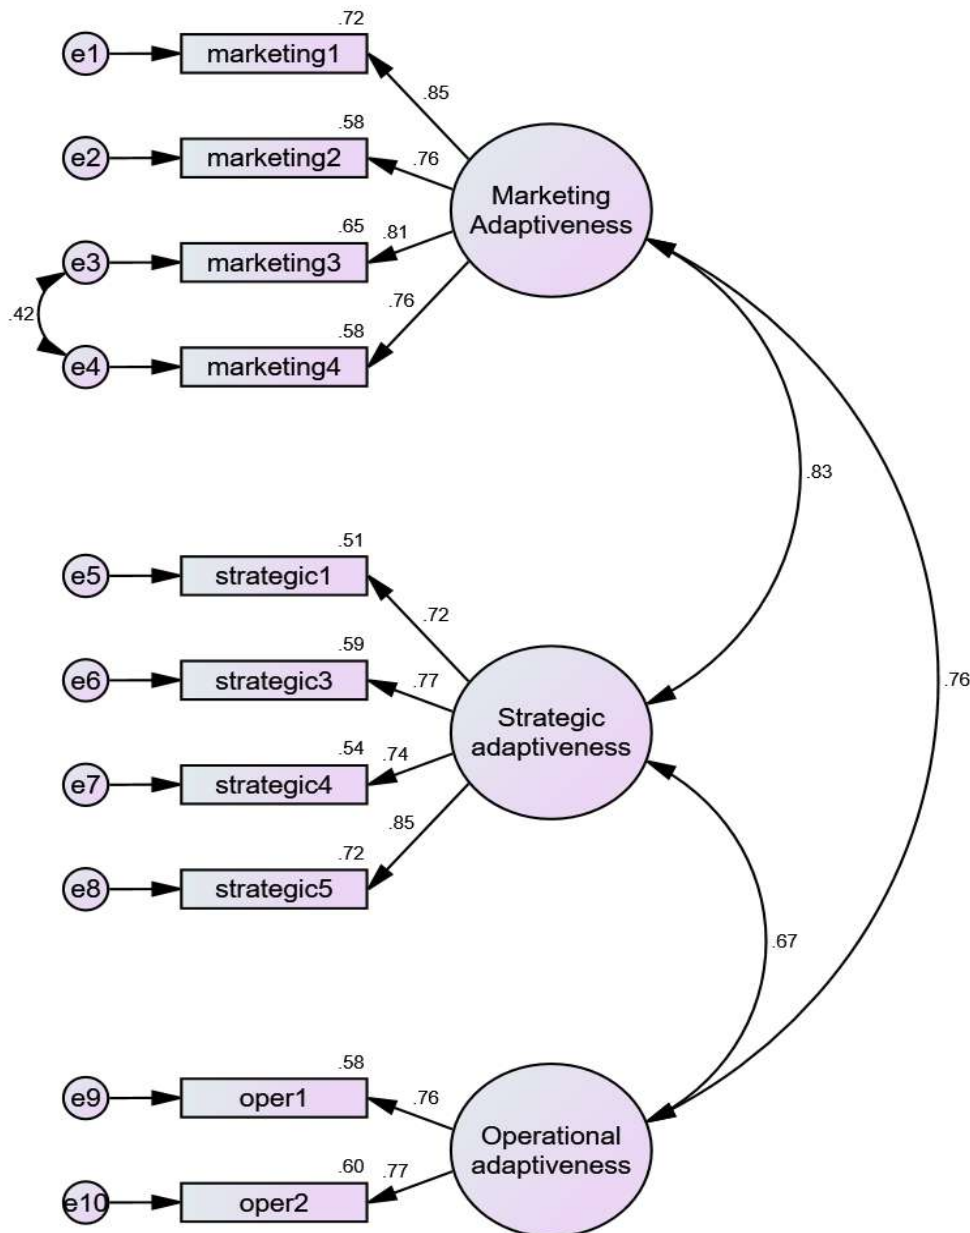 .72
e1
marketing1
.85
.58
e2
marketing2
.76
Marketing
Adaptiveness
.65
.81
e3
marketing3
.76
.42
.58
e4
marketing4
.83
.51
e5
strategic1
.72
.59
e6
strategic3
.77
.76
Strategic
adaptiveness
.54
.74
e7
strategic4
.85
.72
e8
strategic5
.67
.58
e9
oper1
.76
Operational
adaptiveness
.60
.77
e10
oper2